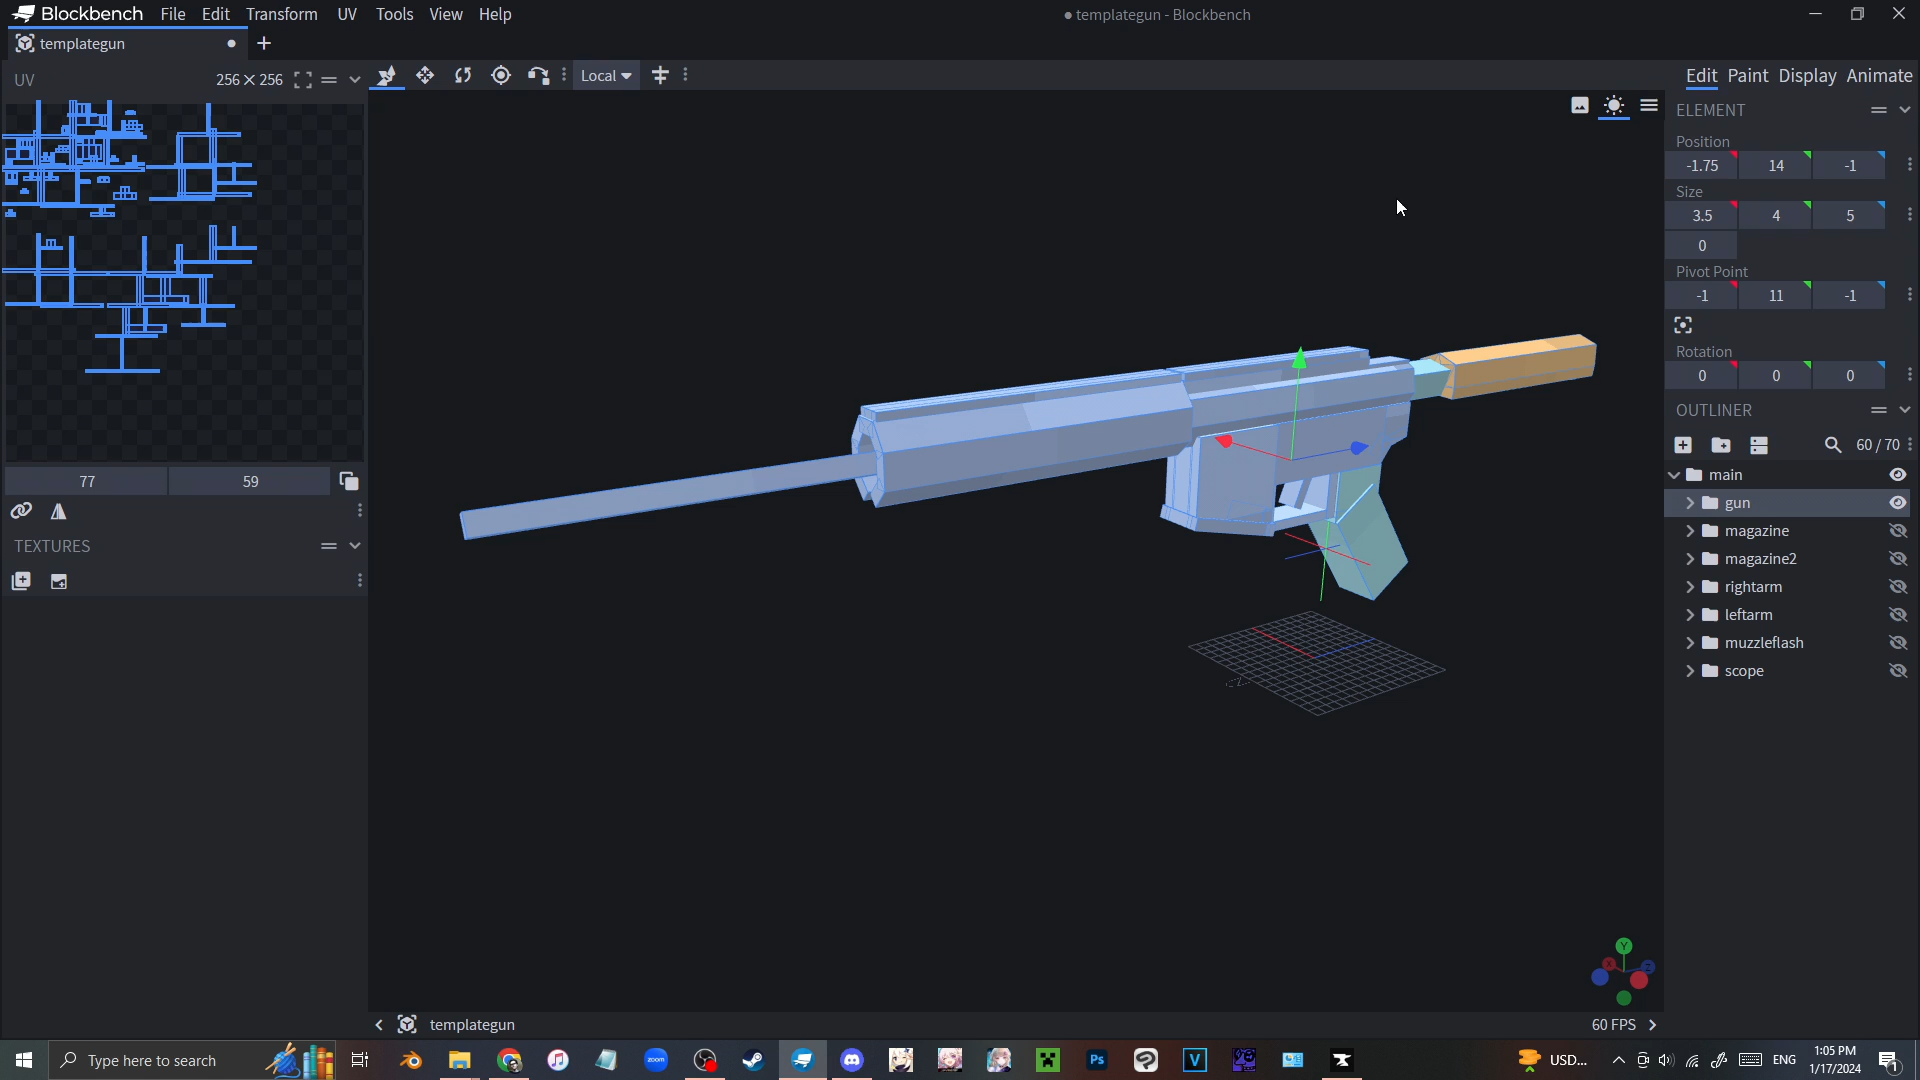 Blockbench File Edit Transform UV Tools View Help
● templategun - Blockbench
templategun
UV 256×256
Local
Edit Paint Display Animate
ELEMENT
Position
-1.75 14 -1
Size
3.5 4 5
0
Pivot Point
-1 11 -1
Rotation
0 0 0
OUTLINER
60 / 70
main
gun
magazine
magazine2
rightarm
leftarm
muzzleflash
scope
77 59
TEXTURES
Y
X
Z
templategun
60 FPS
Type here to search
zoom
Ps
V
USD...
ENG
1:05 PM
1/17/2024
1